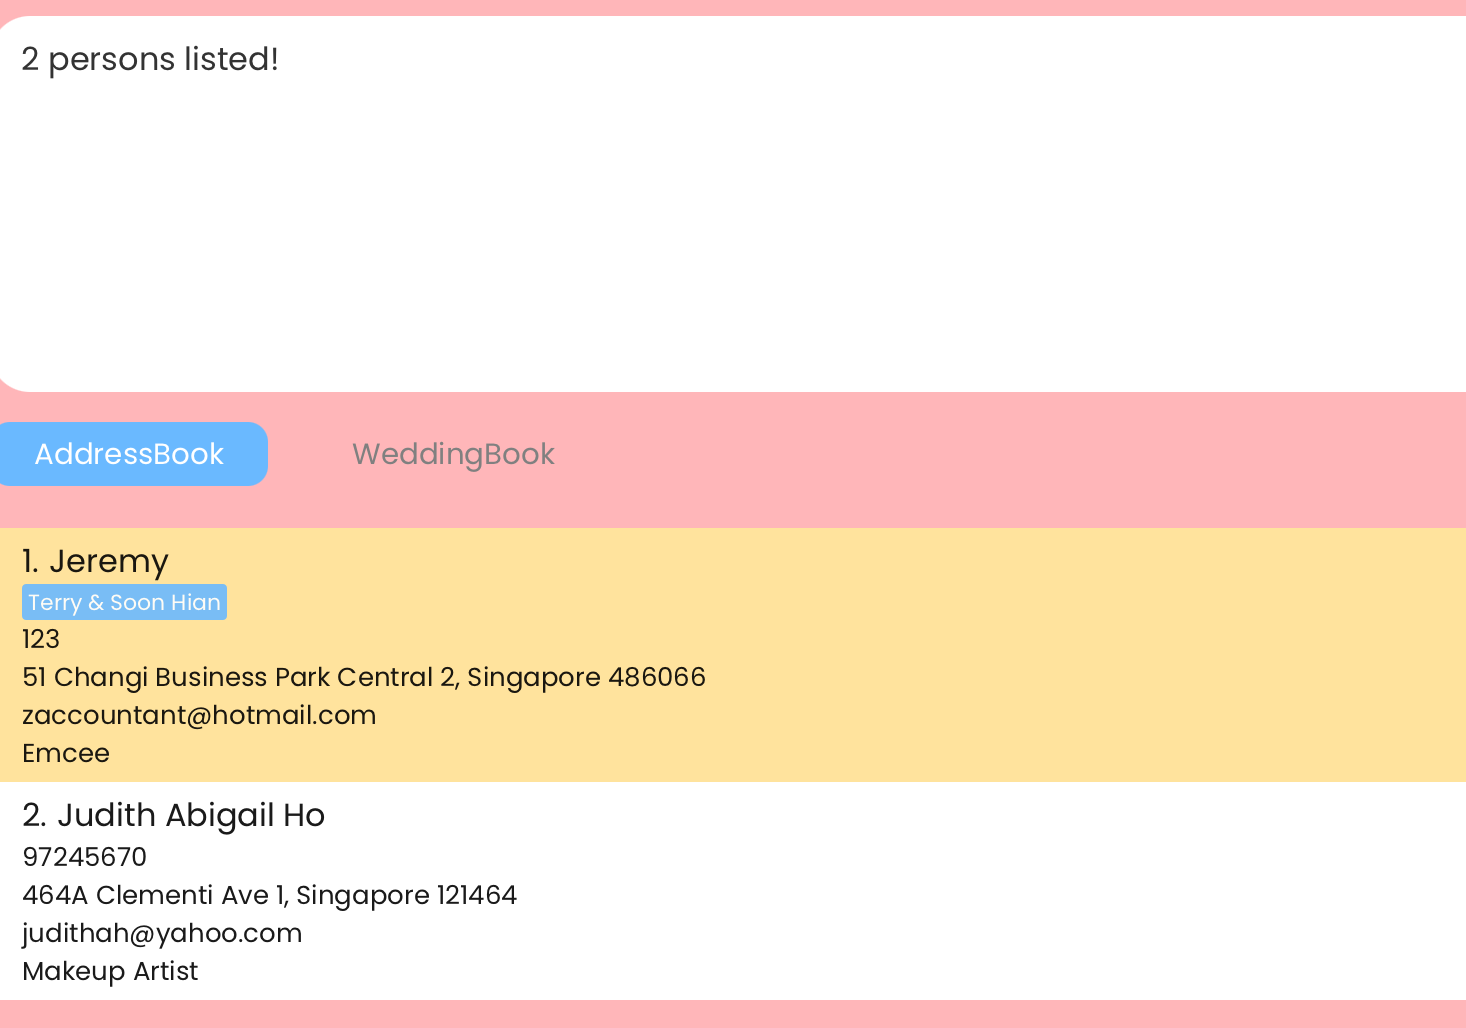 2 persons listed!
AddressBook WeddingBook
1. Jeremy
Terry & Soon Hian
123
51 Changi Business Park Central 2, Singapore 486066
zaccountant@hotmail.com
Emcee
2. Judith Abigail Ho
97245670
464A Clementi Ave 1, Singapore 121464
judithah@yahoo.com
Makeup Artist